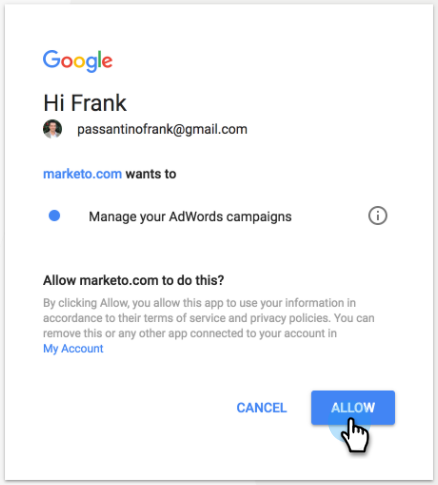 Google
Hi Frank
passantinofrank@gmail.com
marketo.com wants to
Manage your AdWords campaigns
Allow marketo.com to do this?
By clicking Allow, you allow this app to use your information in
accordance to their terms of service and privacy policies. You can
remove this or any other app connected to your account in
My Account
CANCEL
ALLOW